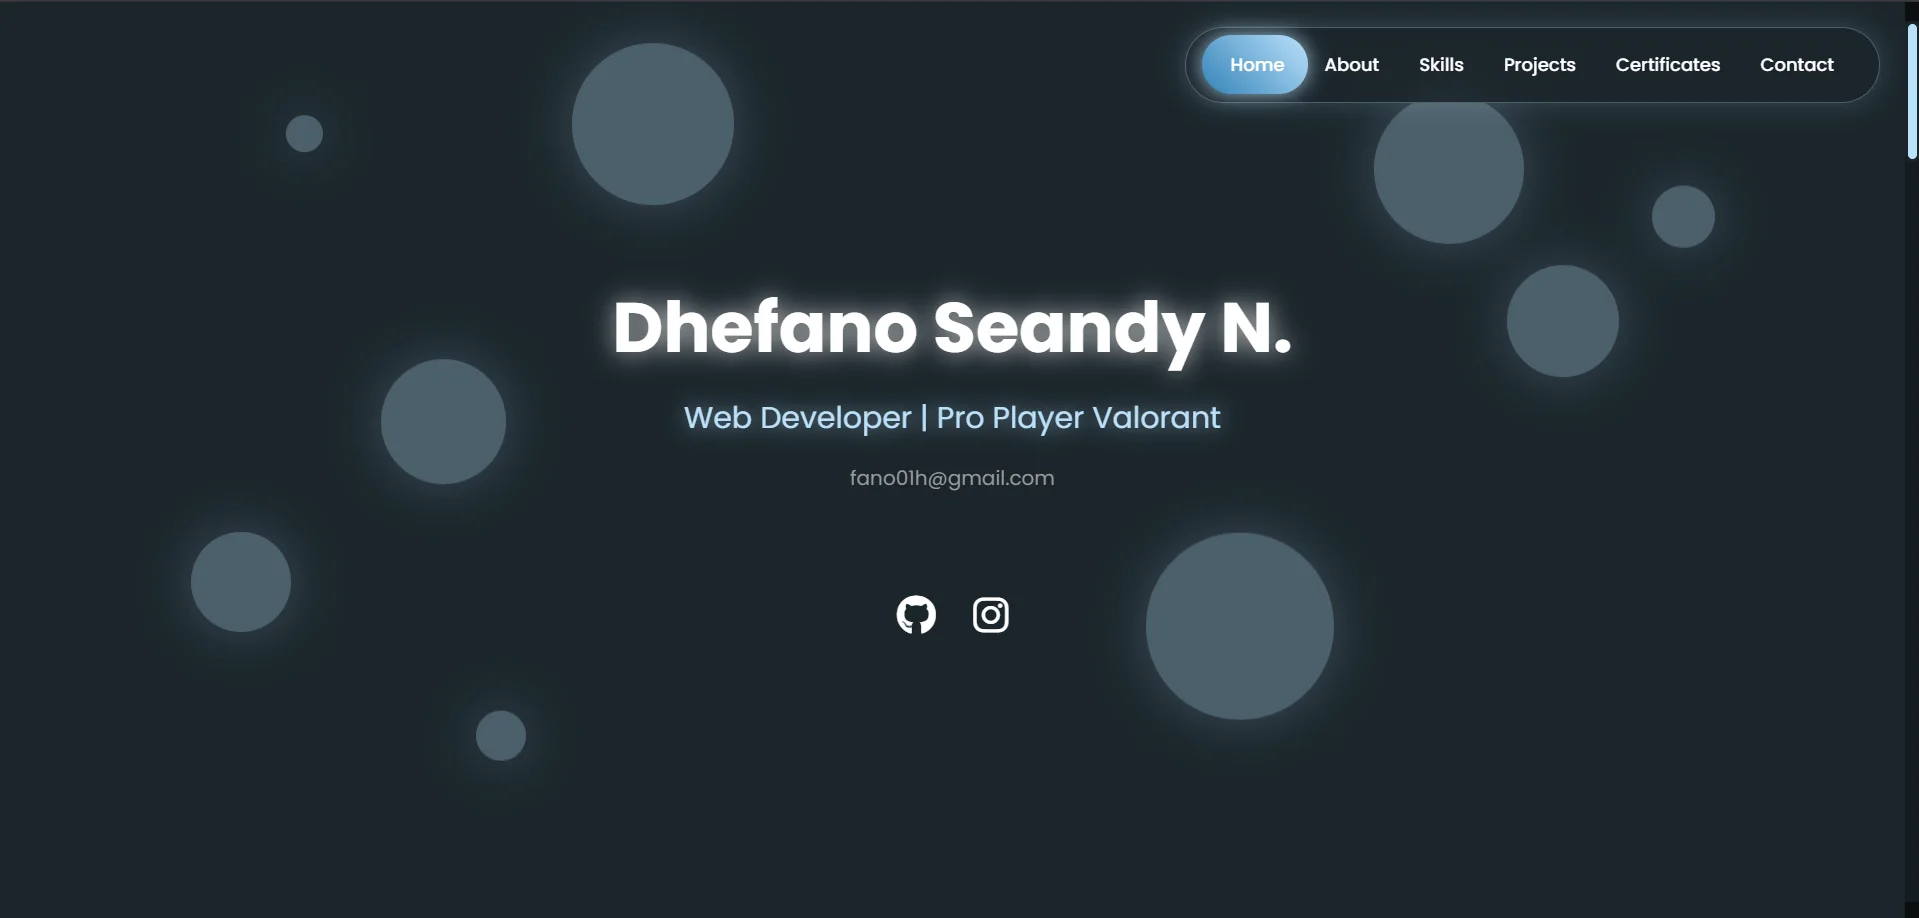 Home About Skills Projects Certificates Contact
Dhefano Seandy N.
Web Developer | Pro Player Valorant
fano01h@gmail.com